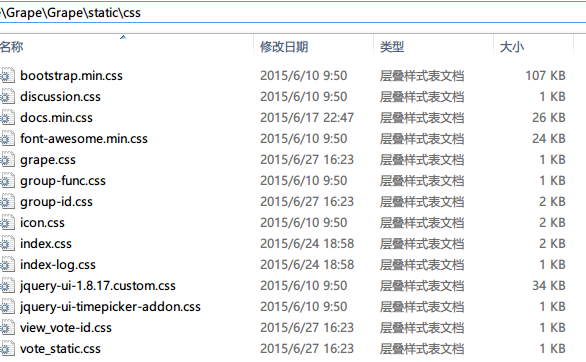 \Grape\Grape\static\css
名称 修改日期 类型 大小
bootstrap.min.css 2015/6/10 9:50 层叠样式表文档 107 KB
discussion.css 2015/6/10 9:50 层叠样式表文档 1 KB
docs.min.css 2015/6/17 22:47 层叠样式表文档 26 KB
font-awesome.min.css 2015/6/10 9:50 层叠样式表文档 24 KB
grape.css 2015/6/27 16:23 层叠样式表文档 1 KB
group-func.css 2015/6/10 9:50 层叠样式表文档 1 KB
group-id.css 2015/6/27 16:23 层叠样式表文档 2 KB
icon.css 2015/6/10 9:50 层叠样式表文档 2 KB
index.css 2015/6/24 18:58 层叠样式表文档 2 KB
index-log.css 2015/6/24 18:58 层叠样式表文档 1 KB
jquery-ui-1.8.17.custom.css 2015/6/10 9:50 层叠样式表文档 34 KB
jquery-ui-timepicker-addon.css 2015/6/10 9:50 层叠样式表文档 1 KB
view_vote-id.css 2015/6/27 16:23 层叠样式表文档 1 KB
vote_static.css 2015/6/27 16:23 层叠样式表文档 1 KB